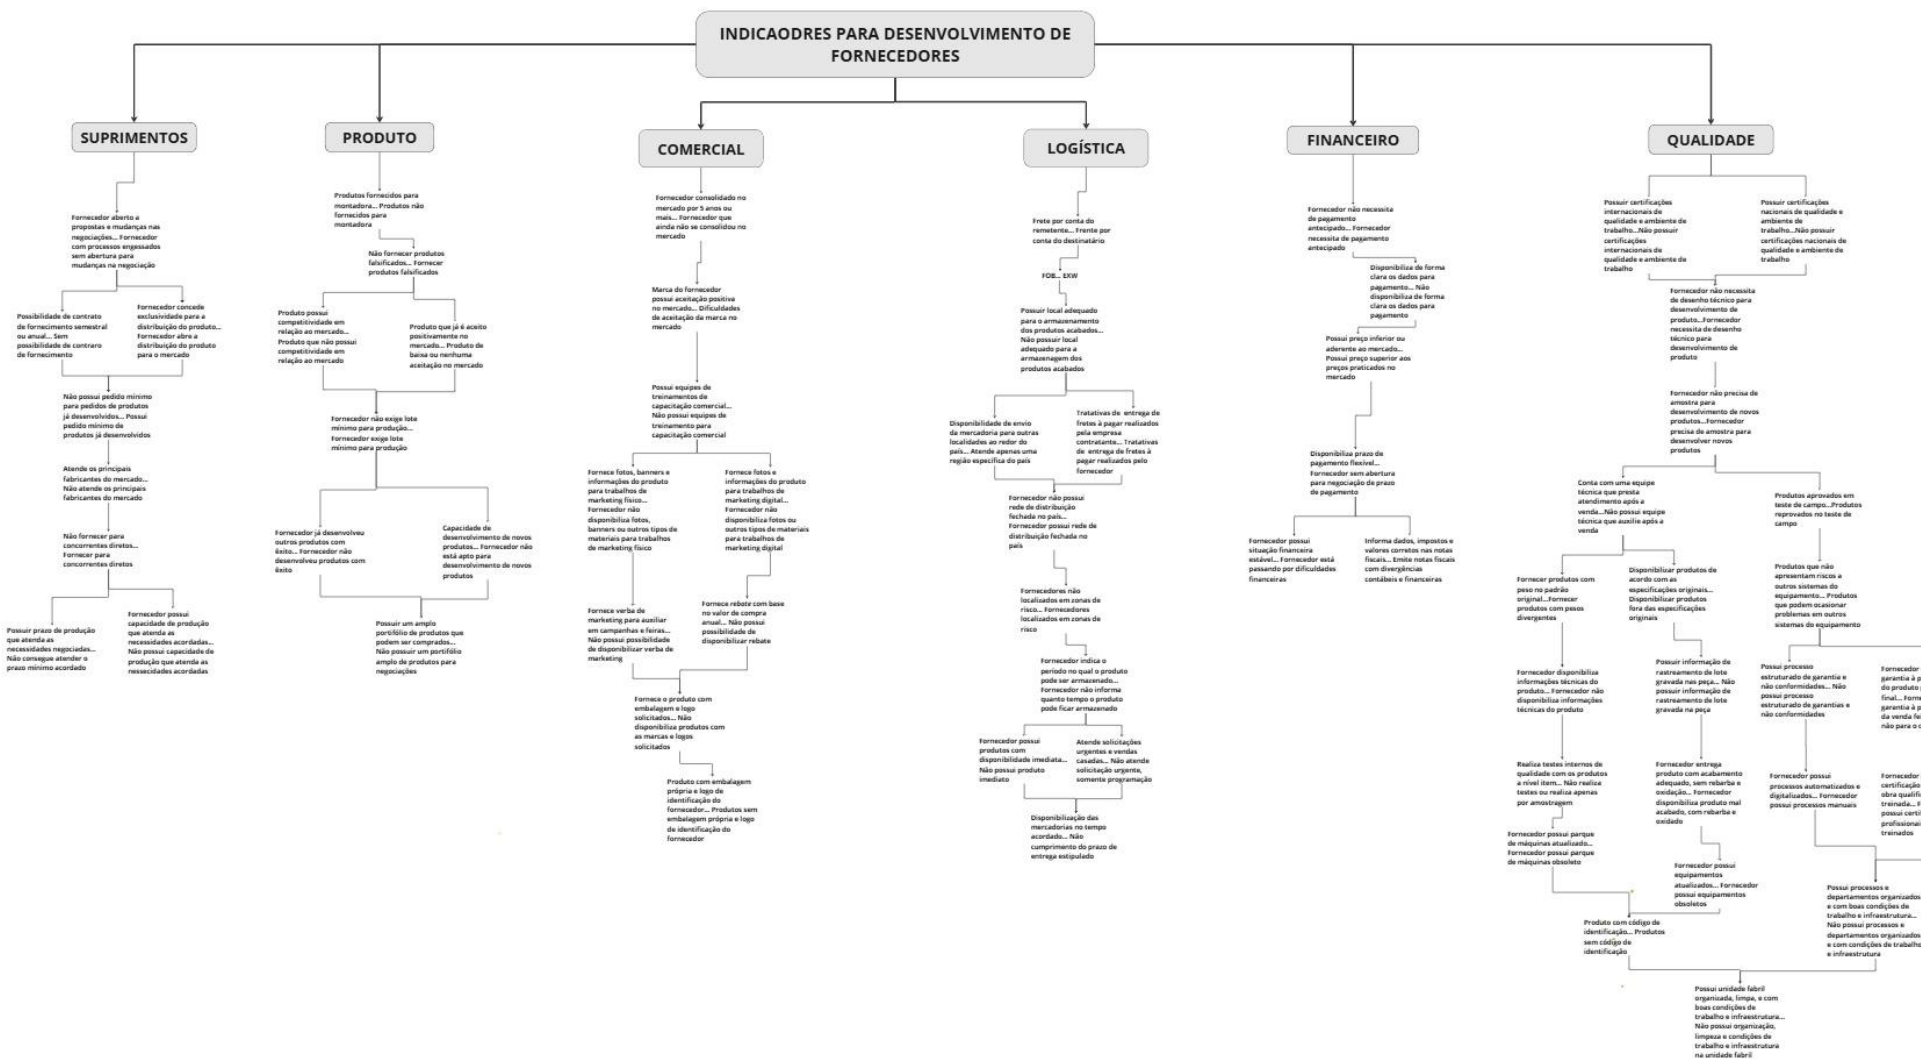 INDICAODRES PARA DESENVOLVIMENTO DE
FORNECEDORES
SUPRIMENTOS
Fornecedor aberto a
propostas e mudanças nas
negociações... Fornecedor
com processos engessados
sem abertura para
mudanças na negociação
Possibilidade de contrato
de fornecimento semestral
ou anual... Sem
possibilidade de contraro
de fornecimento
Fornecedor concede
exclusividade para a
distribuição do produto...
Fornecedor abre a
distribuição do produto
para o mercado
Não possui pedido mínimo
para pedidos de produtos
já desenvolvidos... Possui
pedido mínimo de
produtos já desenvolvidos
Atende os principais
fabricantes do mercado...
Não atende os principais
fabricantes do mercado
Não fornecer para
concorrentes diretos...
Fornecer para
concorrentes diretos
Possuir prazo de produção
que atenda as
necessidades negociadas...
Não consegue atender o
prazo mínimo acordado
Fornecedor possui
capacidade de produção
que atenda as
necessidades acordadas...
Não possui capacidade de
produção que atenda as
nessecidades acordadas
PRODUTO
Produtos fornecidos para
montadora... Produtos não
fornecidos para
montadora
Não fornecer produtos
falsificados... Fornecer
produtos falsificados
Produto possui
competitividade em
relação ao mercado...
Produto que não possui
competitividade em
relação ao mercado
Produto que já é aceito
positivamente no
mercado... Produto de
baixa ou nenhuma
aceitação no mercado
Fornecedor não exige lote
mínimo para produção...
Fornecedor exige lote
mínimo para produção
Fornecedor já desenvolveu
outros produtos com
êxito... Fornecedor não
desenvolveu produtos com
êxito
Capacidade de
desenvolvimento de novos
produtos... Fornecedor não
está apto para
desenvolvimento de novos
produtos
Possuir um amplo
portifólio de produtos que
podem ser comprados...
Não possuir um portifólio
amplo de produtos para
negociações
COMERCIAL
Fornecedor consolidado no
mercado por 5 anos ou
mais... Fornecedor que
ainda não se consolidou no
mercado
Marca do fornecedor
possui aceitação positiva
no mercado... Dificuldades
de aceitação da marca no
mercado
Possui equipes de
treinamentos de
capacitação comercial...
Não possui equipes de
treinamento para
capacitação comercial
Fornece fotos, banners e
informações do produto
para trabalhos de
marketing físico...
Fornecedor não
disponibiliza fotos,
banners ou outros tipos de
materiais para trabalhos
de marketing físico
Fornece fotos e
informações do produto
para trabalhos de
marketing digital...
Fornecedor não
disponibiliza fotos ou
outros tipos de materiais
para trabalhos de
marketing digital
Fornece verba de
marketing para auxiliar
em campanhas e feiras...
Não possui possibilidade
de disponibilizar verba de
marketing
Fornece rebate com base
no valor de compra
anual... Não possui
possibilidade de
disponibilizar rebate
Fornece o produto com
embalagem e logo
solicitados... Não
disponibiliza produtos com
as marcas e logos
solicitados
Produto com embalagem
própria e logo de
identificação do
fornecedor... Produtos sem
embalagem própria e logo
de identificação do
fornecedor
LOGÍSTICA
Frete por conta do
remetente... Frente por
conta do destinatário
FOB... EXW
Possuir local adequado
para o armazenamento
dos produtos acabados...
Não possuir local
adequado para a
armazenagem dos
produtos acabados
Disponibilidade de envio
da mercadoria para outras
localidades ao redor do
país... Atende apenas uma
região específica do país
Tratativas de entrega de
fretes à pagar realizados
pela empresa
contratante... Tratativas
de entrega de fretes à
pagar realizados pelo
fornecedor
Fornecedor não possui
rede de distribuição
fechada no país...
Fornecedor possui rede de
distribuição fechada no
país
Fornecedores não
localizados em zonas de
risco... Fornecedores
localizados em zonas de
risco
Fornecedor indica o
período no qual o produto
pode ser armazenado...
Fornecedor não informa
quanto tempo o produto
pode ficar armazenado
Fornecedor possui
produtos com
disponibilidade imediata...
Não possui produto
imediato
Atende solicitações
urgentes e vendas
casadas... Não atende
solicitação urgente,
somente programação
Disponibilização das
mercadorias no tempo
acordado... Não
cumprimento do prazo de
entrega estipulado
FINANCEIRO
Fornecedor não necessita
de pagamento
antecipado... Fornecedor
necessita de pagamento
antecipado
Disponibiliza de forma
clara os dados para
pagamento... Não
disponibiliza de forma
clara os dados para
pagamento
Possui preço inferior ou
aderente ao mercado...
Possui preço superior aos
preços praticados no
mercado
Disponibiliza prazo de
pagamento flexível...
Fornecedor sem abertura
para negociação de prazo
de pagamento
Fornecedor possui
situação financeira
estável... Fornecedor está
passando por dificuldades
financeiras
Informa dados, impostos e
valores corretos nas notas
fiscais... Emite notas fiscais
com divergências
contábeis e financeiras
QUALIDADE
Possuir certificações
internacionais de
qualidade e ambiente de
trabalho...Não possuir
certificações
internacionais de
qualidade e ambiente de
trabalho
Possuir certificações
nacionais de qualidade e
ambiente de
trabalho...Não possuir
certificações nacionais de
qualidade e ambiente de
trabalho
Fornecedor não necessita
de desenho técnico para
desenvolvimento de
produto...Fornecedor
necessita de desenho
técnico para
desenvolvimento de
produto
Fornecedor não precisa de
amostra para
desenvolvimento de novos
produtos...Fornecedor
precisa de amostra para
desenvolver novos
produtos
Conta com uma equipe
técnica que presta
atendimento após a
venda...Não possui equipe
técnica que auxilie após a
venda
Produtos aprovados em
teste de campo...Produtos
reprovados no teste de
campo
Fornecer produtos com
peso no padrão
original...Fornecer
produtos com pesos
divergentes
Disponibilizar produtos de
acordo com as
especificações originais...
Disponibilizar produtos
fora das especificações
originais
Produtos que não
apresentam riscos a
outros sistemas do
equipamento... Produtos
que podem ocasionar
problemas em outros
sistemas do equipamento
Fornecedor disponibiliza
informações técnicas do
produto... Fornecedor não
disponibiliza informações
técnicas do produto
Possuir informação de
rastreamento de lote
gravada nas peça... Não
possuir informação de
rastreamento de lote
gravada na peça
Possui processo
estruturado de garantia e
não conformidades... Não
possui processo
estruturado de garantias e
não conformidades
Fornecedor
garantia à p
do produto
final... Forne
garantia à p
da venda fei
não para o c
Realiza testes internos de
qualidade com os produtos
a nível item... Não realiza
testes ou realiza apenas
por amostragem
Fornecedor entrega
produto com acabamento
adequado, sem rebarba e
oxidação... Fornecedor
disponibiliza produto mal
acabado, com rebarba e
oxidado
Fornecedor possui
processos automatizados e
digitalizados... Fornecedor
possui processos manuais
Fornecedor
certificação
obra qualifi
treinada... F
possui certi
profissionai
treinados
Fornecedor possui parque
de máquinas atualizado...
Fornecedor possui parque
de máquinas obsoleto
Fornecedor possui
equipamentos
atualizados... Fornecedor
possui equipamentos
obsoletos
Possui processos e
departamentos organizados
e com boas condições de
trabalho e infraestrutura...
Não possui processos e
departamentos organizados
e com condições de trabalho
e infraestrutura
Produto com código de
identificação... Produtos
sem código de
identificação
Possui unidade fabril
organizada, limpa, e com
boas condições de
trabalho e infraestrutura...
Não possui organização,
limpeza e condições de
trabalho e infraestrutura
na unidade fabril